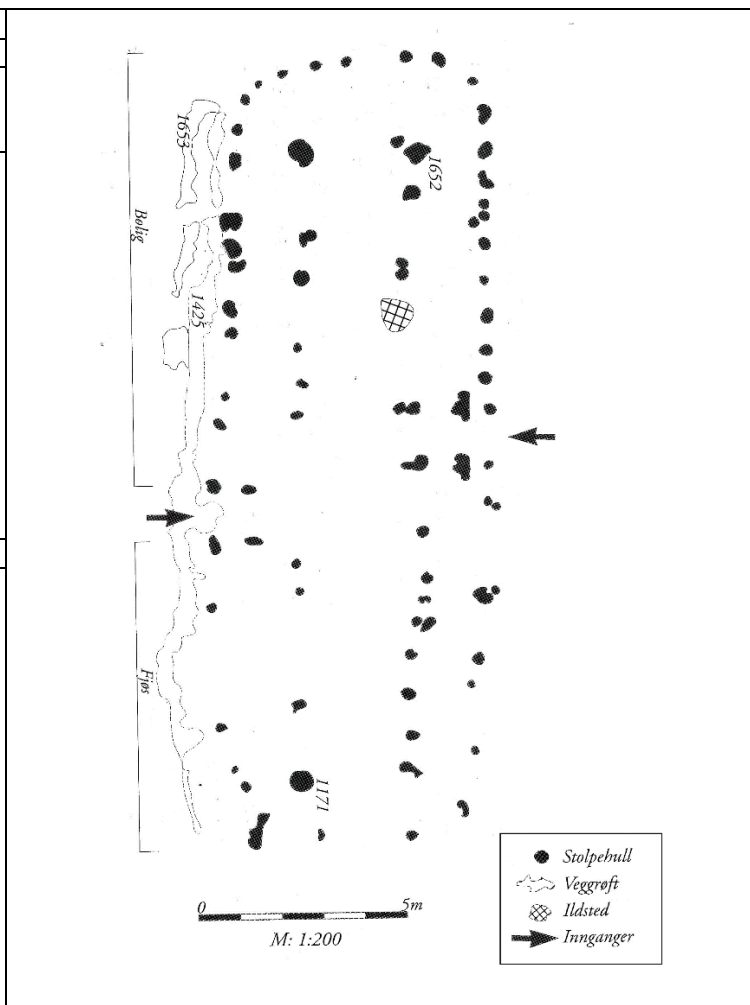 1653
1652
Bolig
1425
Fjøs
1171
0 5m
M: 1:200
Stolpehull
Veggrøft
Ildsted
Innganger